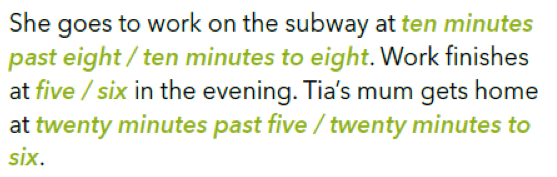 She goes to work on the subway at ten minutes
past eight / ten minutes to eight. Work finishes
at five / six in the evening. Tia's mum gets home
at twenty minutes past five / twenty minutes to
six.